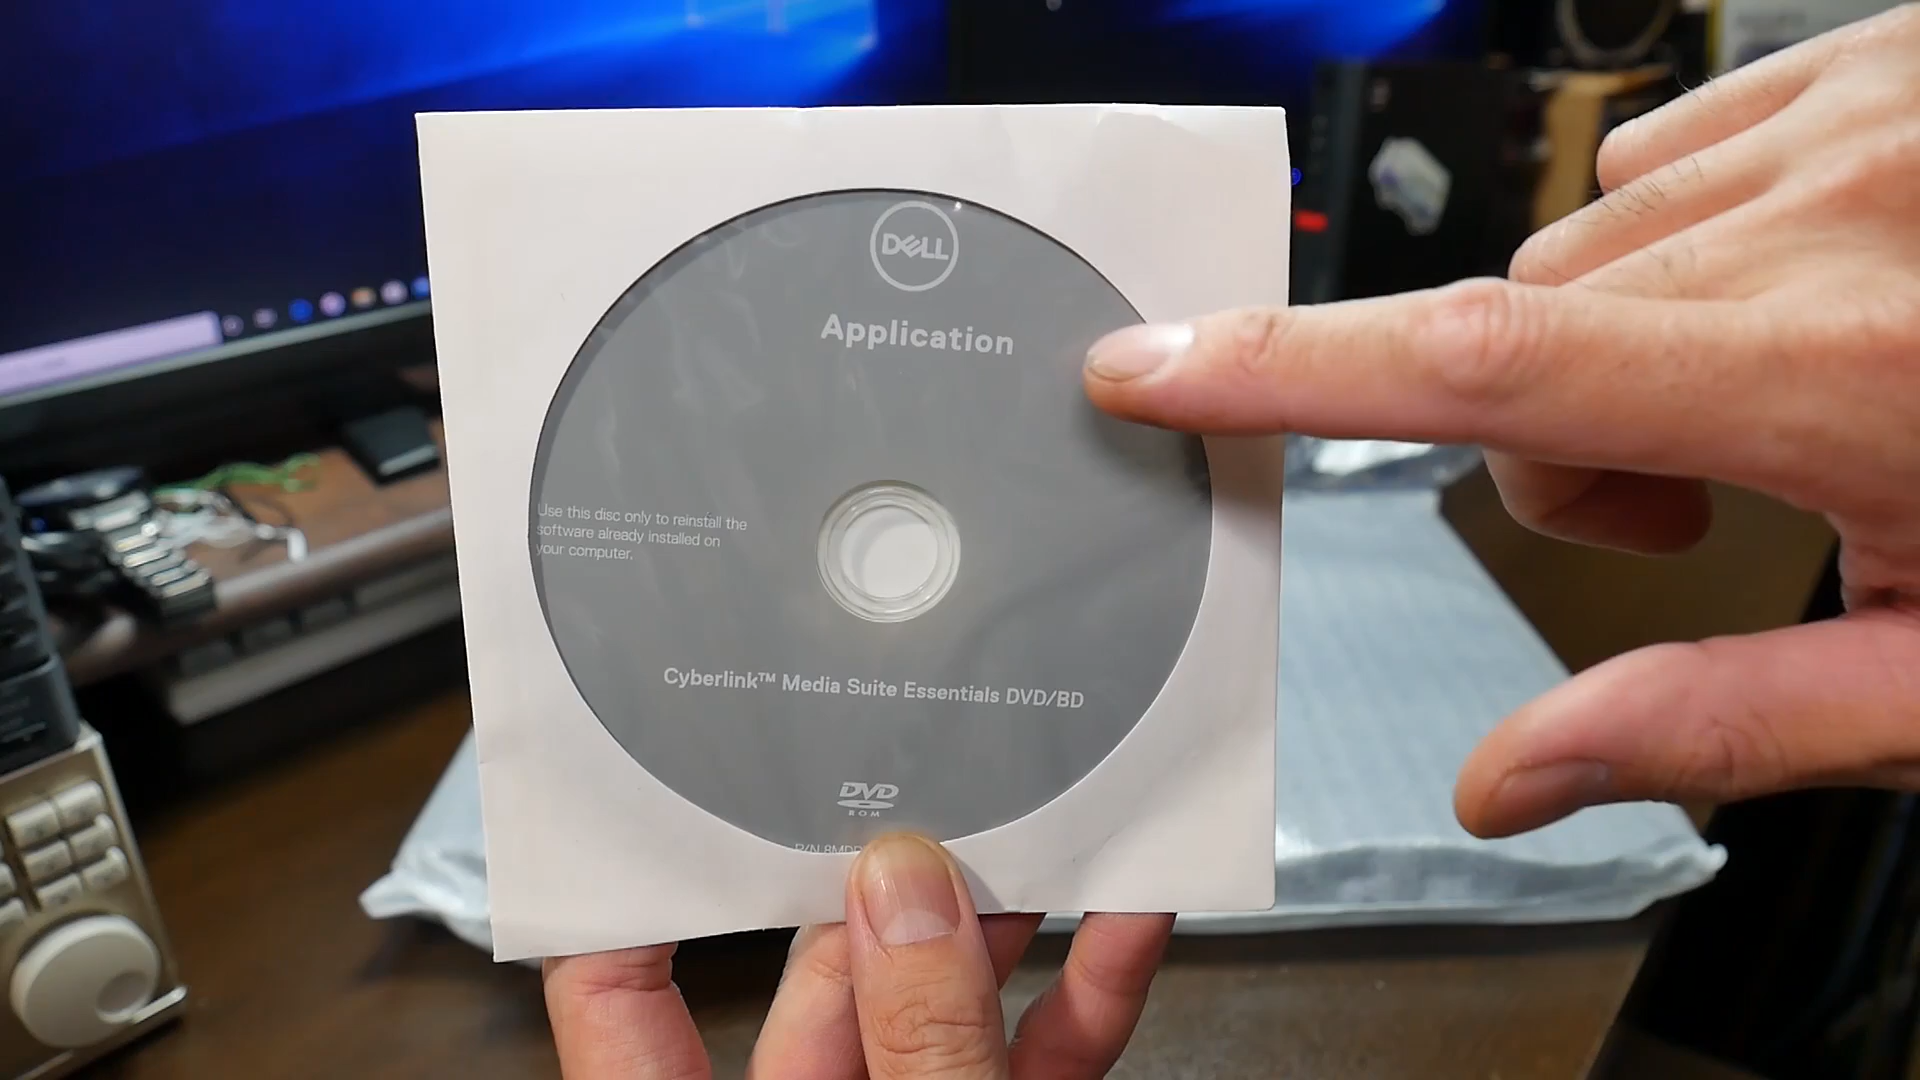 DELL
Application
Use this disc only to reinstall the
software already installed on
your computer.
Cyberlink™ Media Suite Essentials DVD/BD
DVD
ROM
P/N